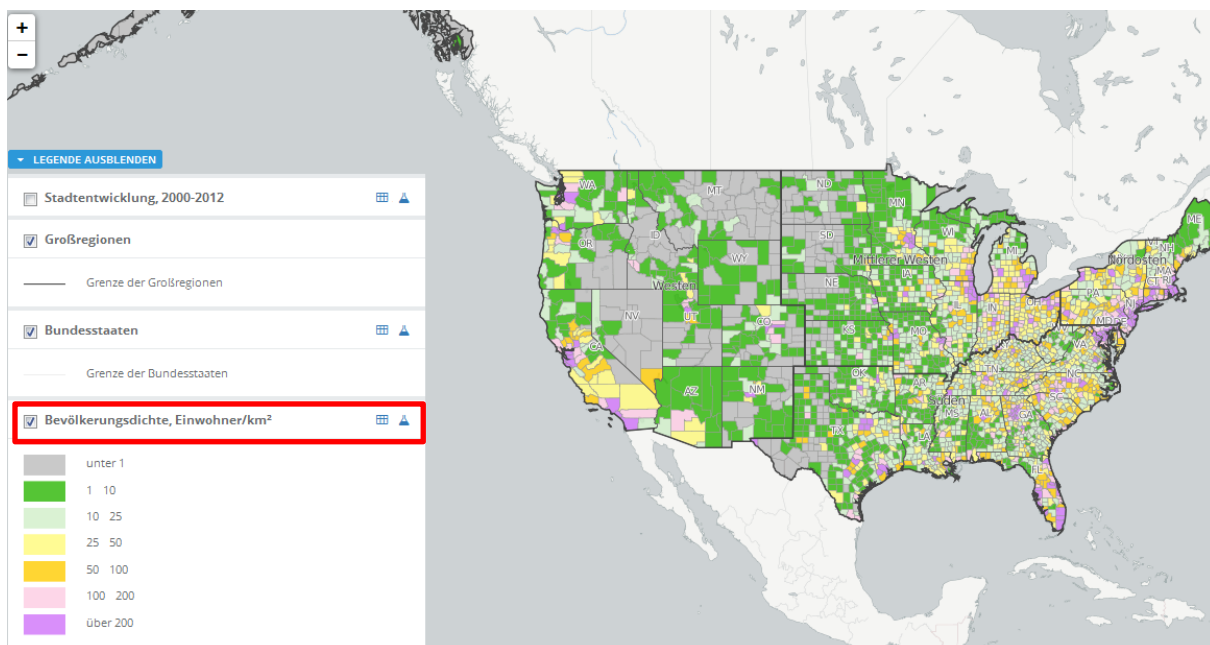 +
−
LEGENDE AUSBLENDEN
Stadtentwicklung, 2000-2012
Großregionen
Grenze der Großregionen
Bundesstaaten
Grenze der Bundesstaaten
Bevölkerungsdichte, Einwohner/km²
unter 1
1 10
10 25
25 50
50 100
100 200
über 200
WA
MT
ND
MN
ME
OR
ID
SD
WI
MI
VT
NH
WY
Mittlerer Westen
Nordosten
MA
IA
CT
RI
Westen
NE
PA
NJ
NV
UT
CO
IN
OH
MD
DE
CA
KS
MO
VA
TN
NC
AZ
NM
OK
AR
Süden
SC
MS
AL
GA
TX
LA
FL